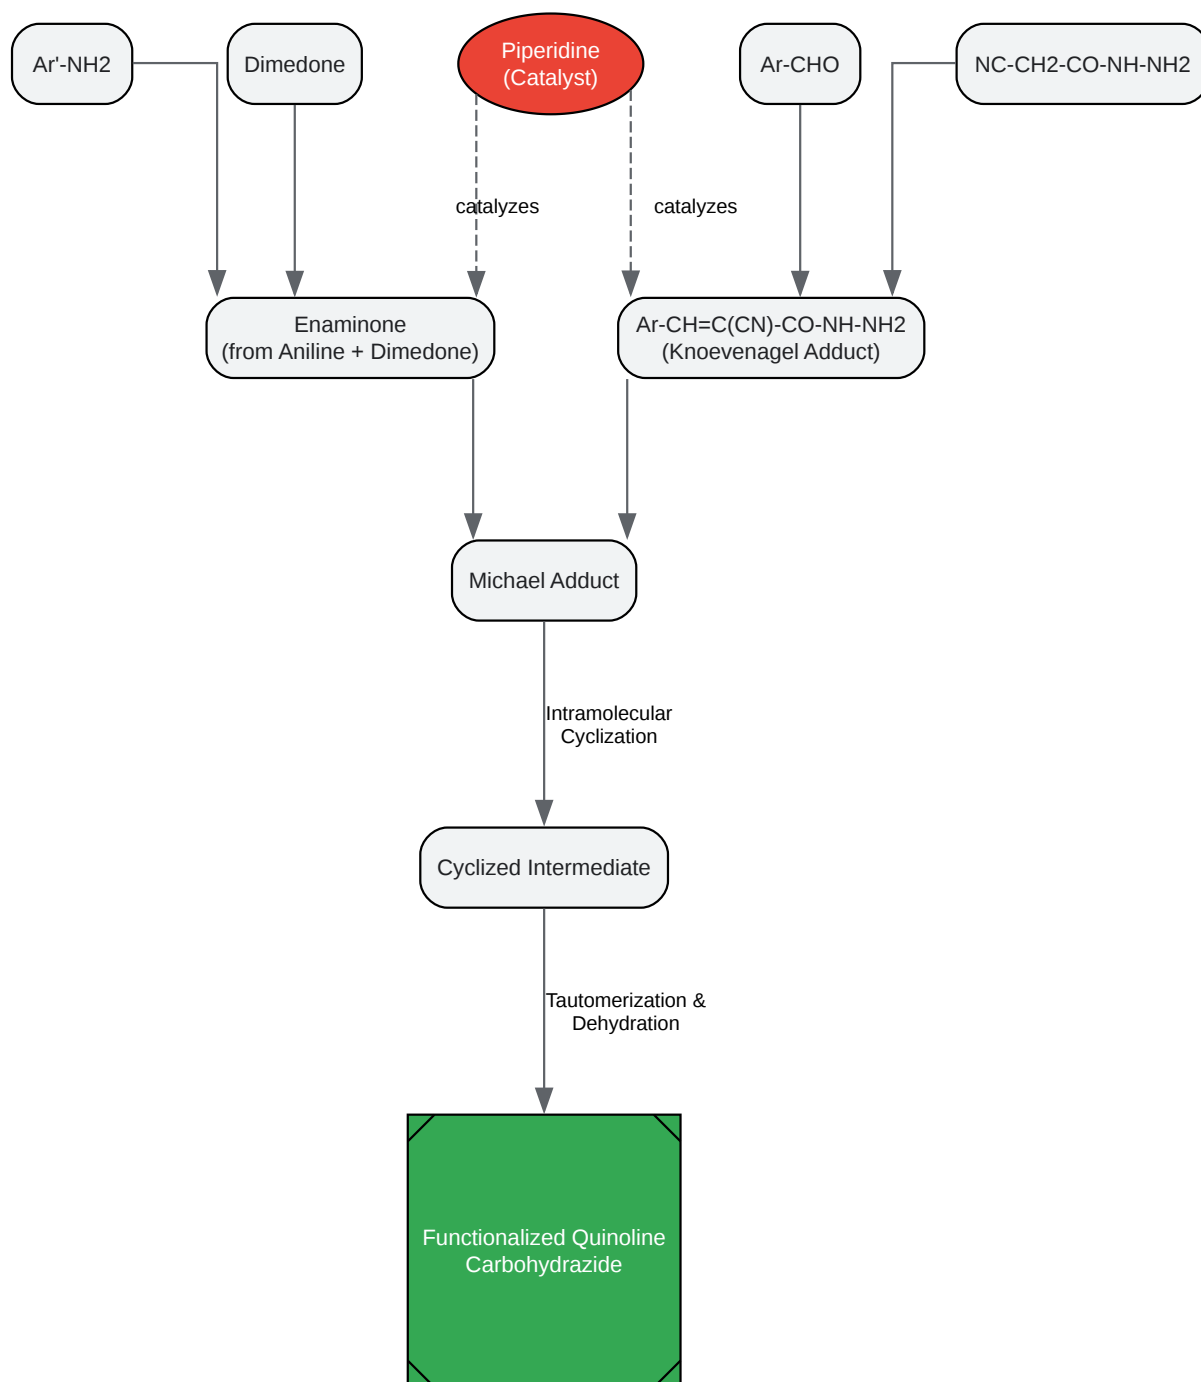 Ar'-NH2
Dimedone
Piperidine
(Catalyst)
Ar-CHO
NC-CH2-CO-NH-NH2
catalyzes
catalyzes
Enaminone
(from Aniline + Dimedone)
Ar-CH=C(CN)-CO-NH-NH2
(Knoevenagel Adduct)
Michael Adduct
Intramolecular
Cyclization
Cyclized Intermediate
Tautomerization &
Dehydration
Functionalized Quinoline
Carbohydrazide